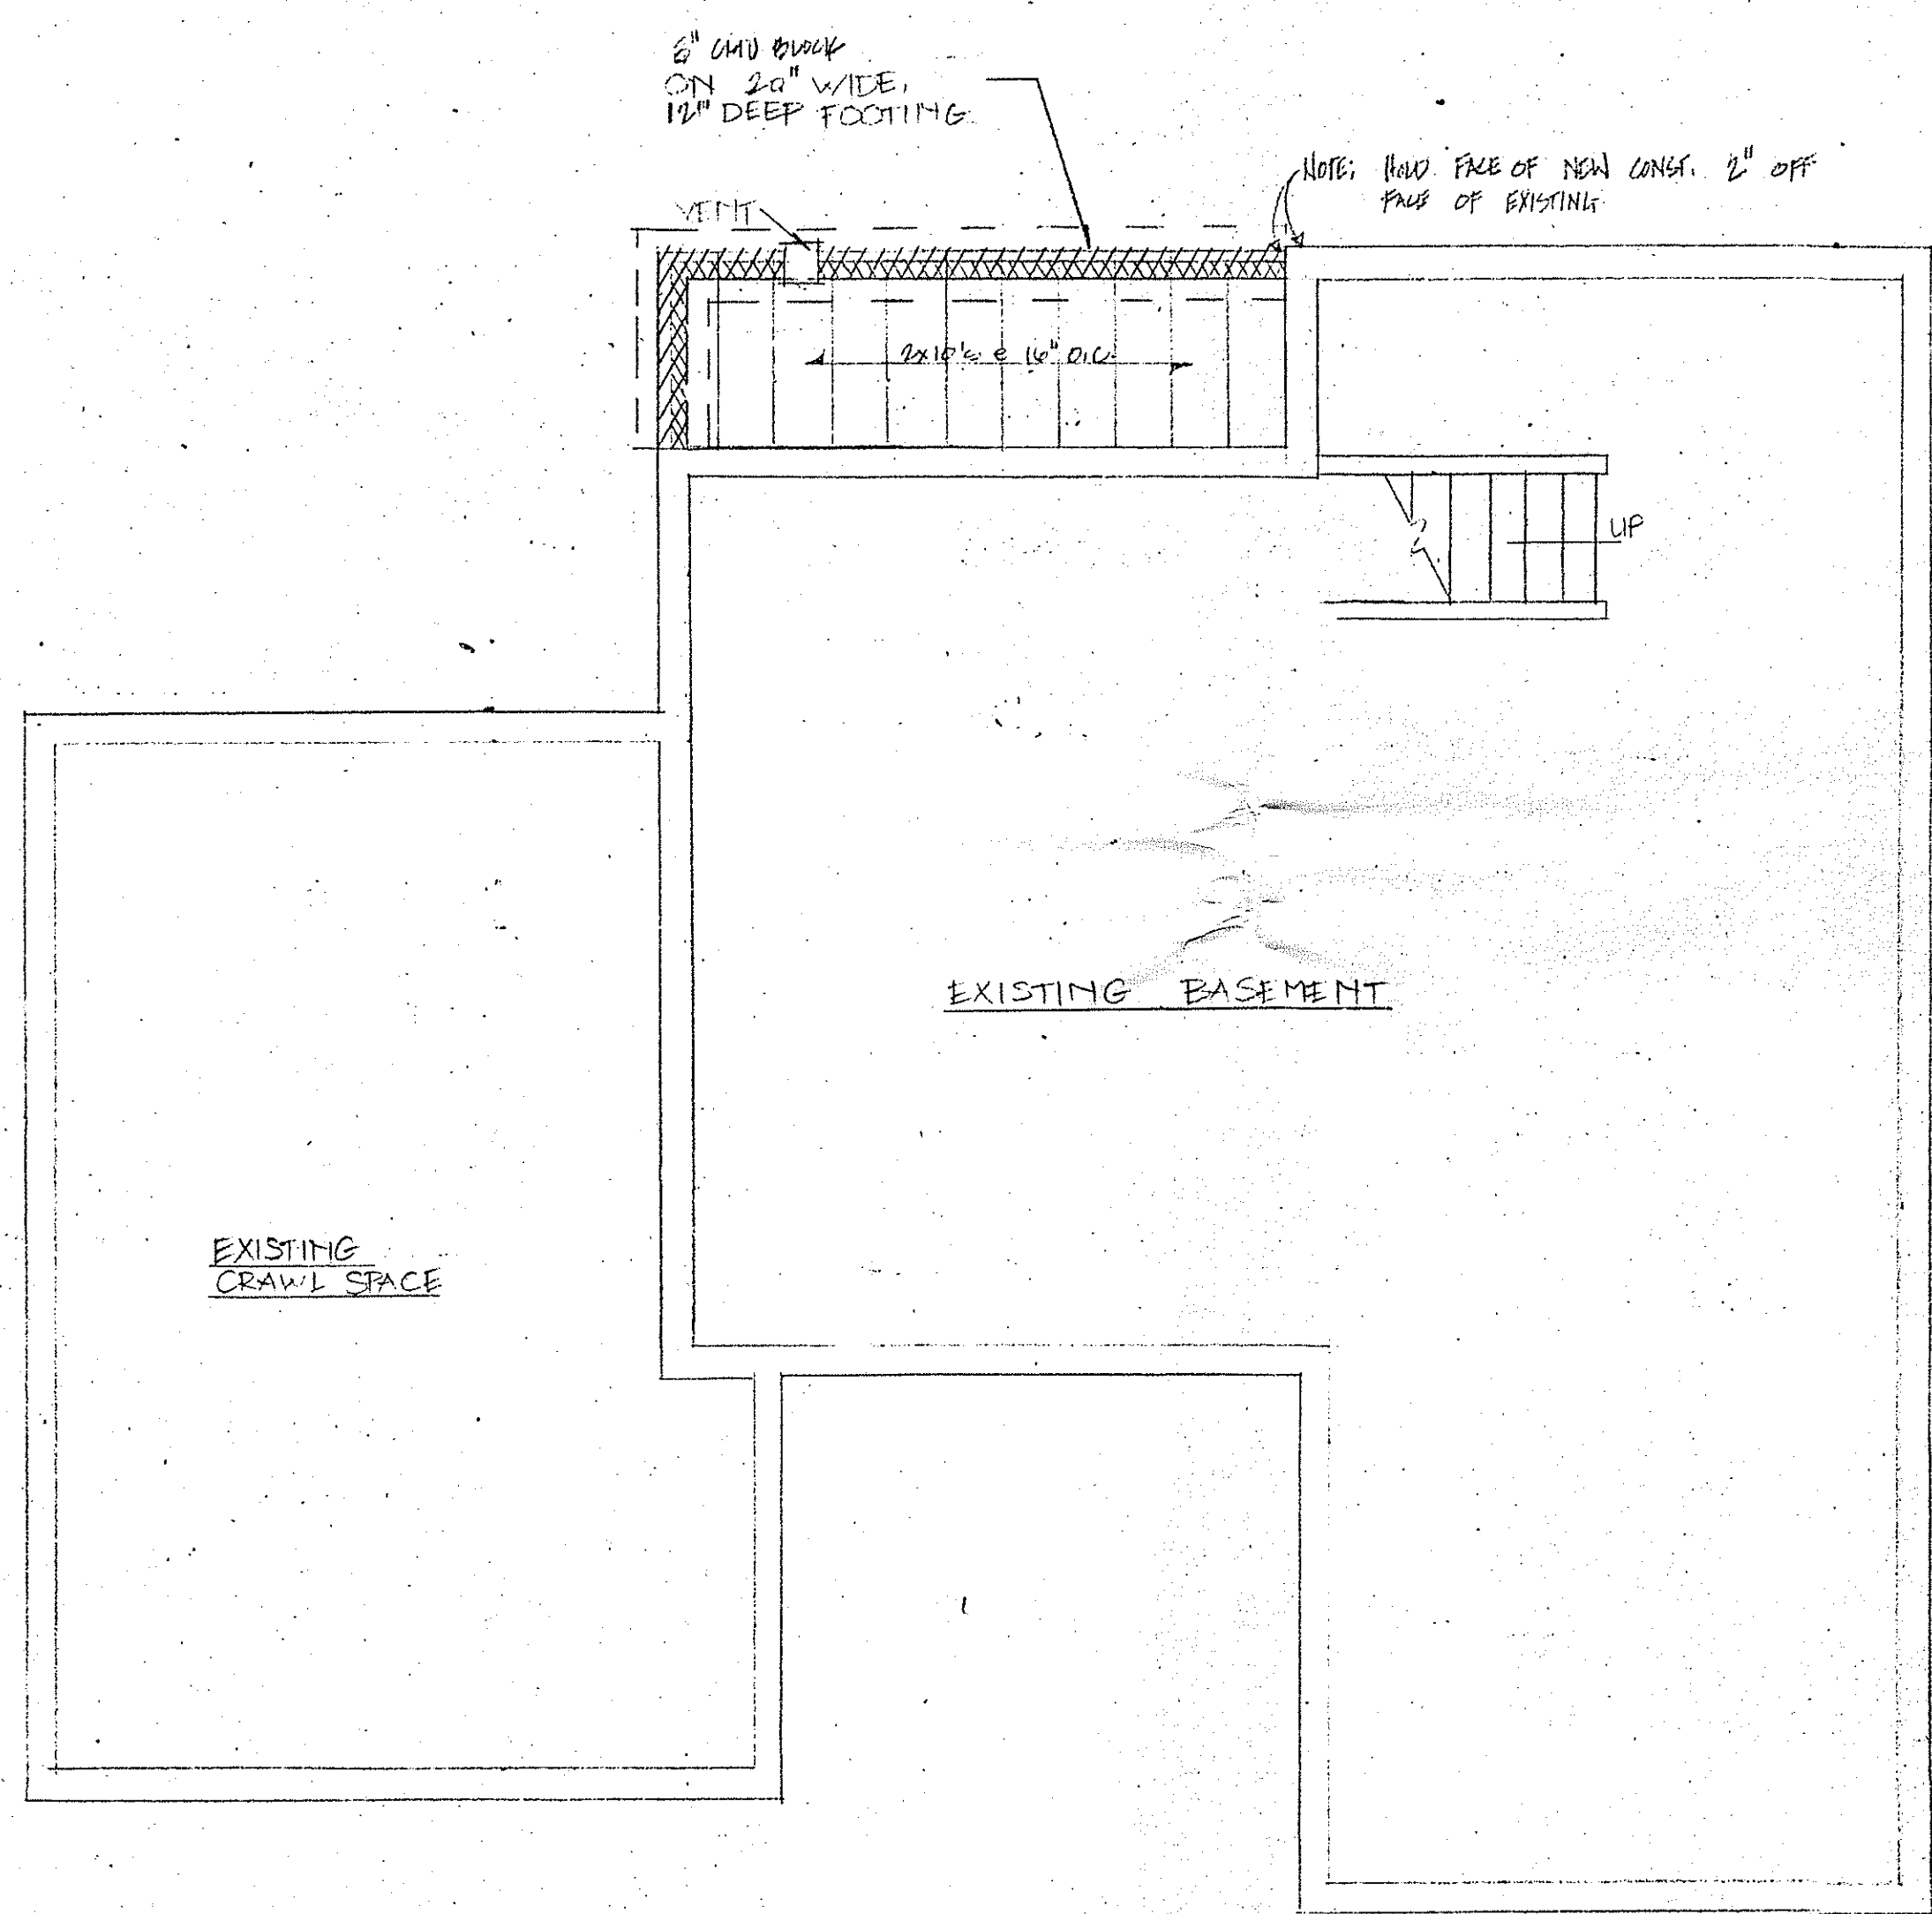 8" CMU BLOCK
ON 20" WIDE,
12" DEEP FOOTING
NOTE: HOLD FACE OF NEW CONST. 2" OFF
FACE OF EXISTING
VENT
2x10's @ 16" O.C.
UP
EXISTING BASEMENT
EXISTING
CRAWL SPACE